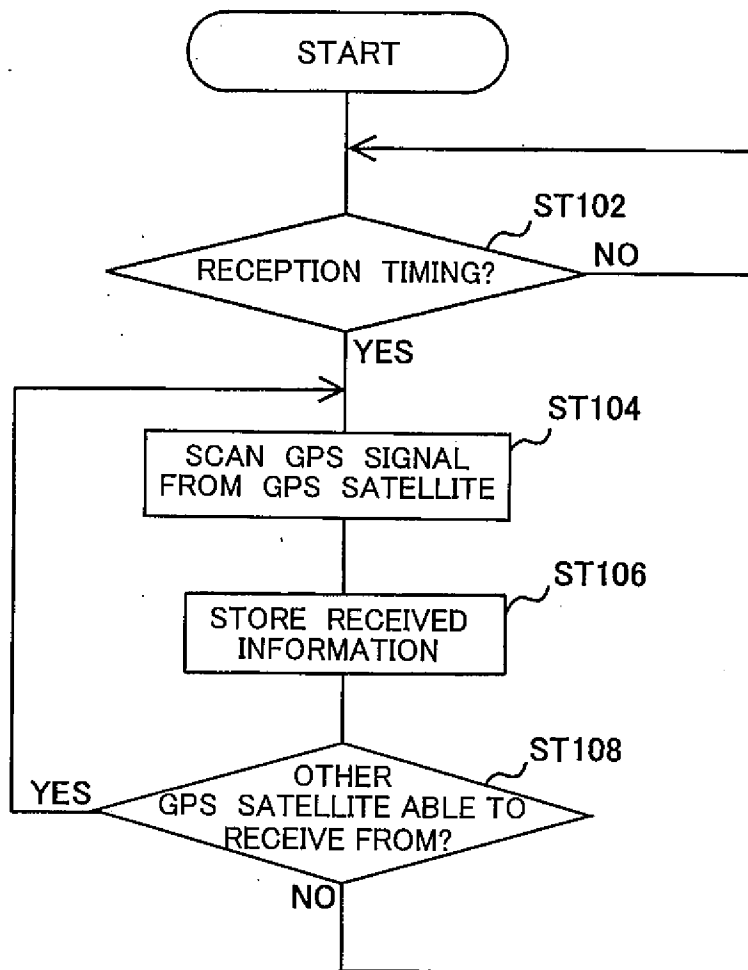 START
ST102
RECEPTION TIMING?
NO
YES
ST104
SCAN GPS SIGNAL
FROM GPS SATELLITE
ST106
STORE RECEIVED
INFORMATION
ST108
OTHER
GPS SATELLITE ABLE TO
RECEIVE FROM?
YES
NO